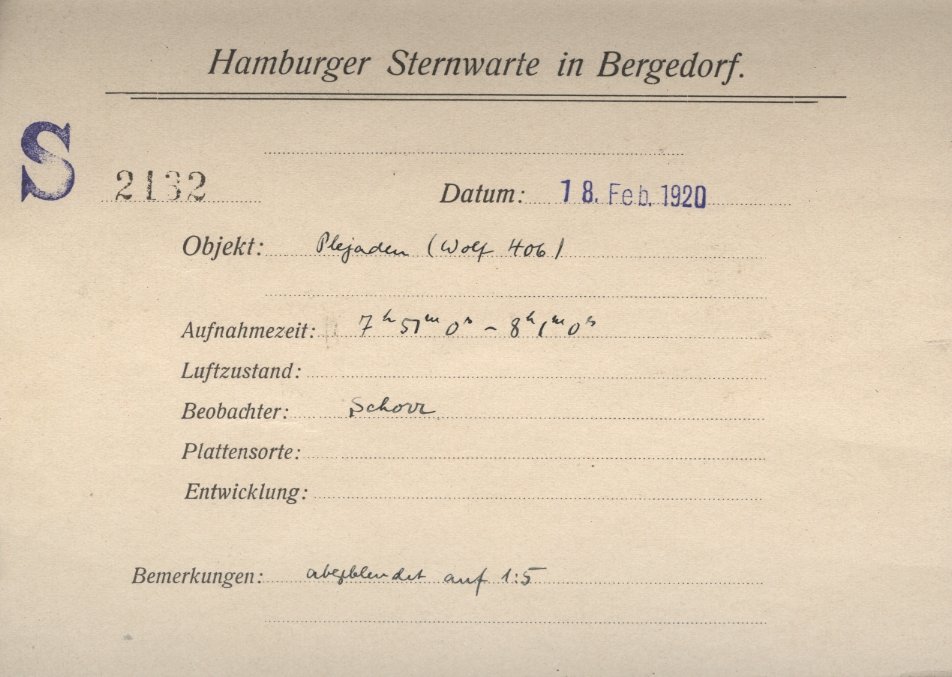 Hamburger Sternwarte in Bergedorf.
S 2132 Datum: 18. Feb. 1920
Objekt: Plejaden (Wolf 406)
Aufnahmezeit: 7h 51m 0s – 8h 1m 0s
Luftzustand:
Beobachter: Schorr
Plattensorte:
Entwicklung:
Bemerkungen: abgeblendet auf 1:5